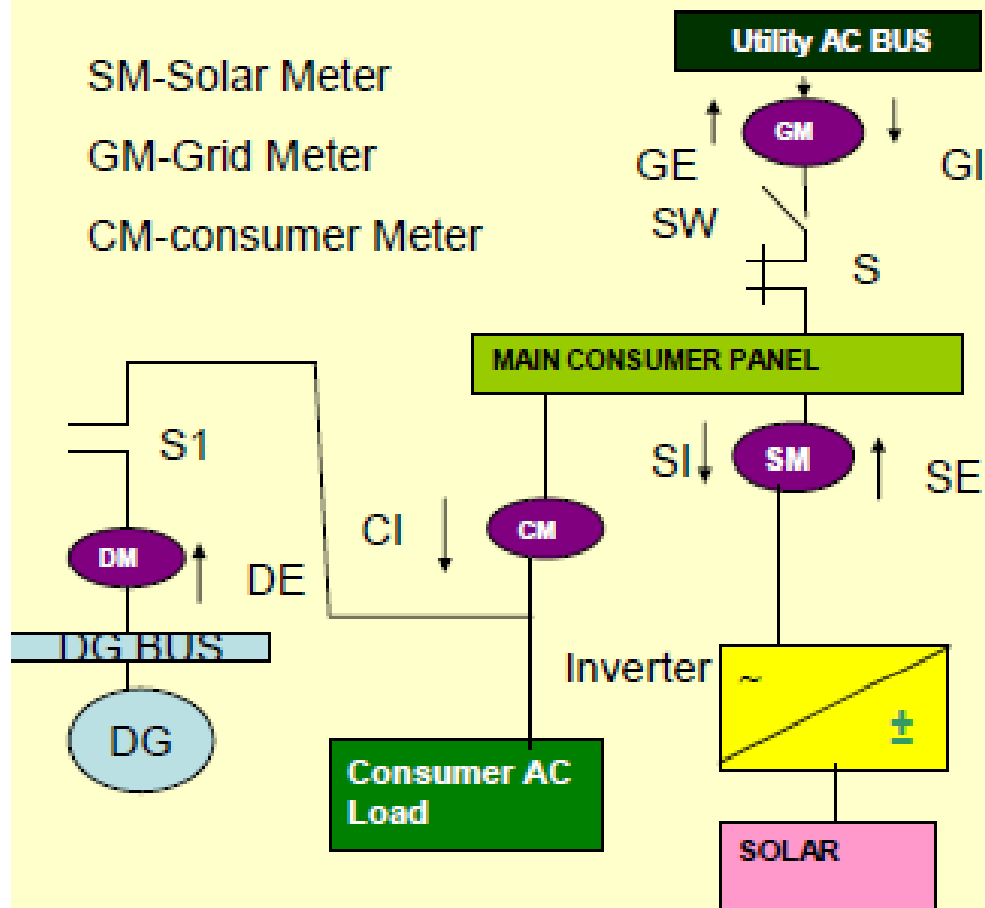 Utility AC BUS
SM-Solar Meter
GM
GM-Grid Meter
GE
GI
SW
CM-consumer Meter
S
MAIN CONSUMER PANEL
S1
SI
SM
SE
CI
CM
DM
DE
DG BUS
Inverter
~
±
DG
Consumer AC
Load
SOLAR